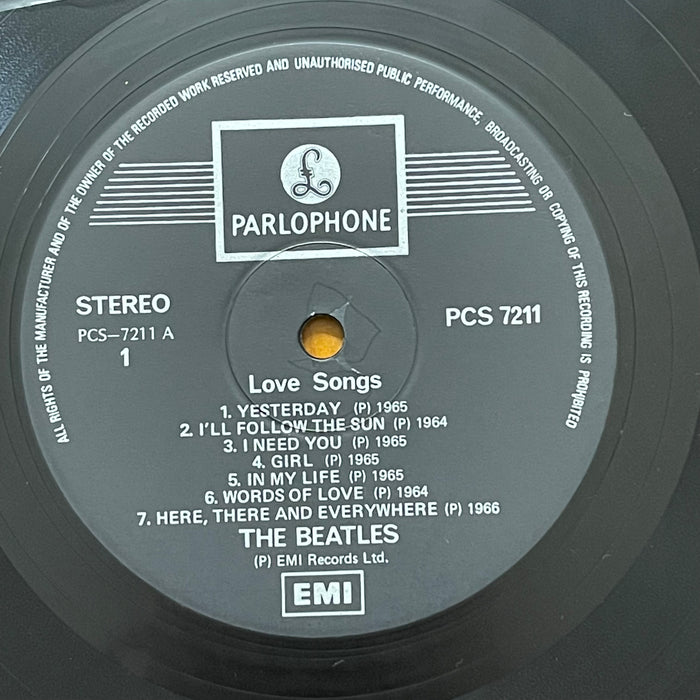 ALL RIGHTS OF THE MANUFACTURER AND OF THE OWNER OF THE RECORDED WORK RESERVED AND UNAUTHORISED PUBLIC PERFORMANCE, BROADCASTING OR COPYING OF THIS RECORDING IS PROHIBITED
£
PARLOPHONE
STEREO
PCS–7211 A
1
PCS 7211
Love Songs
1. YESTERDAY (P) 1965
2. I'LL FOLLOW THE SUN (P) 1964
3. I NEED YOU (P) 1965
4. GIRL (P) 1965
5. IN MY LIFE (P) 1965
6. WORDS OF LOVE (P) 1964
7. HERE, THERE AND EVERYWHERE (P) 1966
THE BEATLES
(P) EMI Records Ltd.
EMI